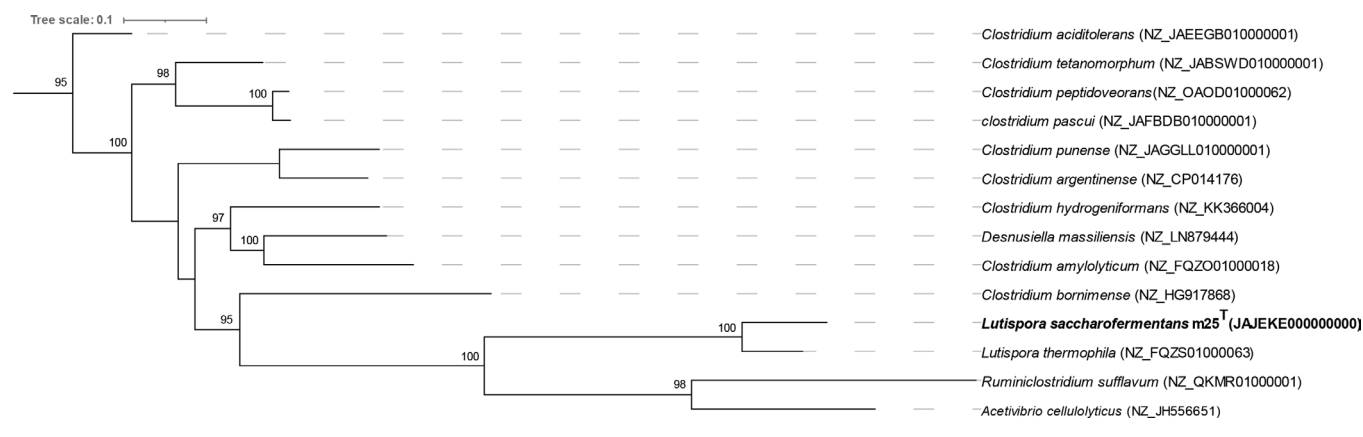 Tree scale: 0.1
Clostridium aciditolerans (NZ_JAEEGB010000001)
95
Clostridium tetanomorphum (NZ_JABSWD010000001)
98
Clostridium peptidoveorans(NZ_OAOD01000062)
100
clostridium pascui (NZ_JAFBDB010000001)
100
Clostridium punense (NZ_JAGGLL010000001)
Clostridium argentinense (NZ_CP014176)
Clostridium hydrogeniformans (NZ_KK366004)
97
Desnusiella massiliensis (NZ_LN879444)
100
Clostridium amylolyticum (NZ_FQZO01000018)
Clostridium bornimense (NZ_HG917868)
95
Lutispora saccharofermentans m25T(JAJEKE000000000)
100
Lutispora thermophila (NZ_FQZS01000063)
100
Ruminiclostridium sufflavum (NZ_QKMR01000001)
98
Acetivibrio cellulolyticus (NZ_JH556651)